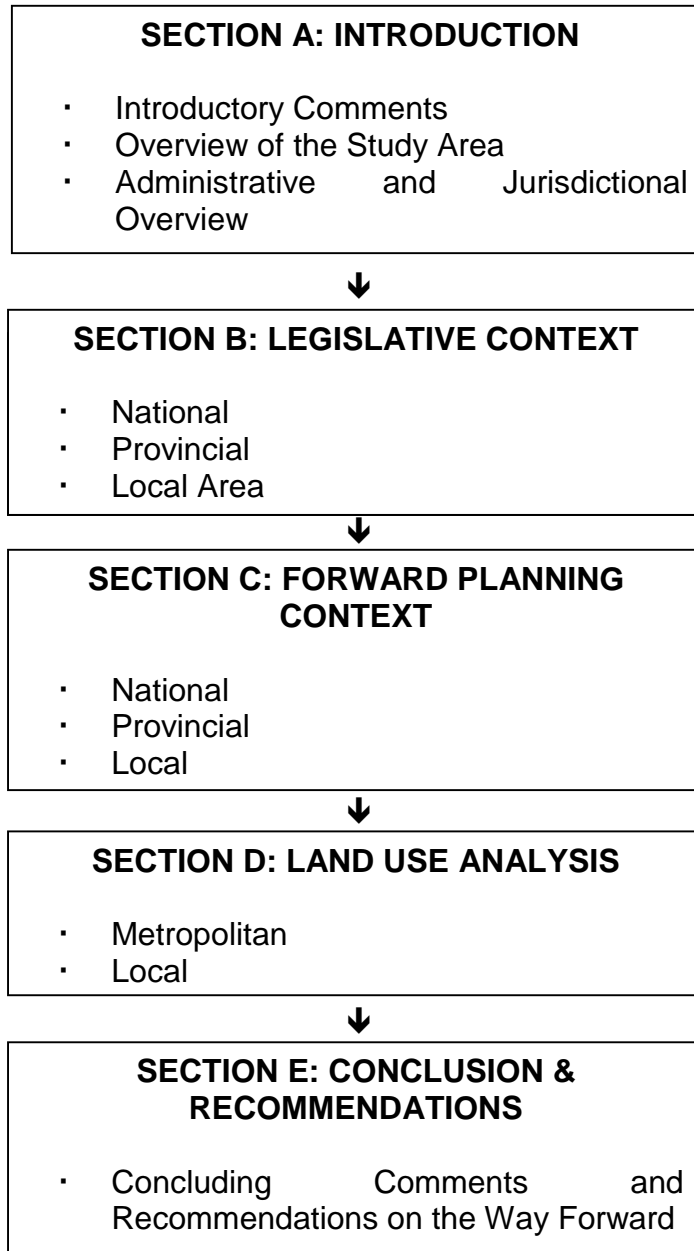 SECTION A: INTRODUCTION
· Introductory Comments
· Overview of the Study Area
· Administrative and Jurisdictional
Overview
SECTION B: LEGISLATIVE CONTEXT
· National
· Provincial
· Local Area
SECTION C: FORWARD PLANNING
CONTEXT
· National
· Provincial
· Local
SECTION D: LAND USE ANALYSIS
· Metropolitan
· Local
SECTION E: CONCLUSION &
RECOMMENDATIONS
· Concluding Comments and
Recommendations on the Way Forward